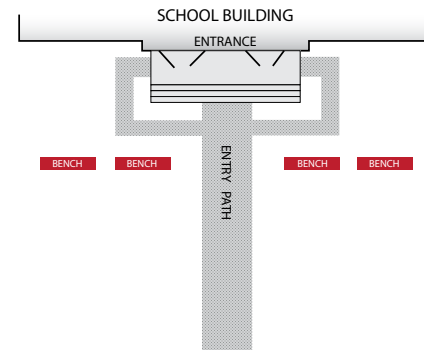 SCHOOL BUILDING
ENTRANCE
ENTRY PATH
BENCH
BENCH
BENCH
BENCH